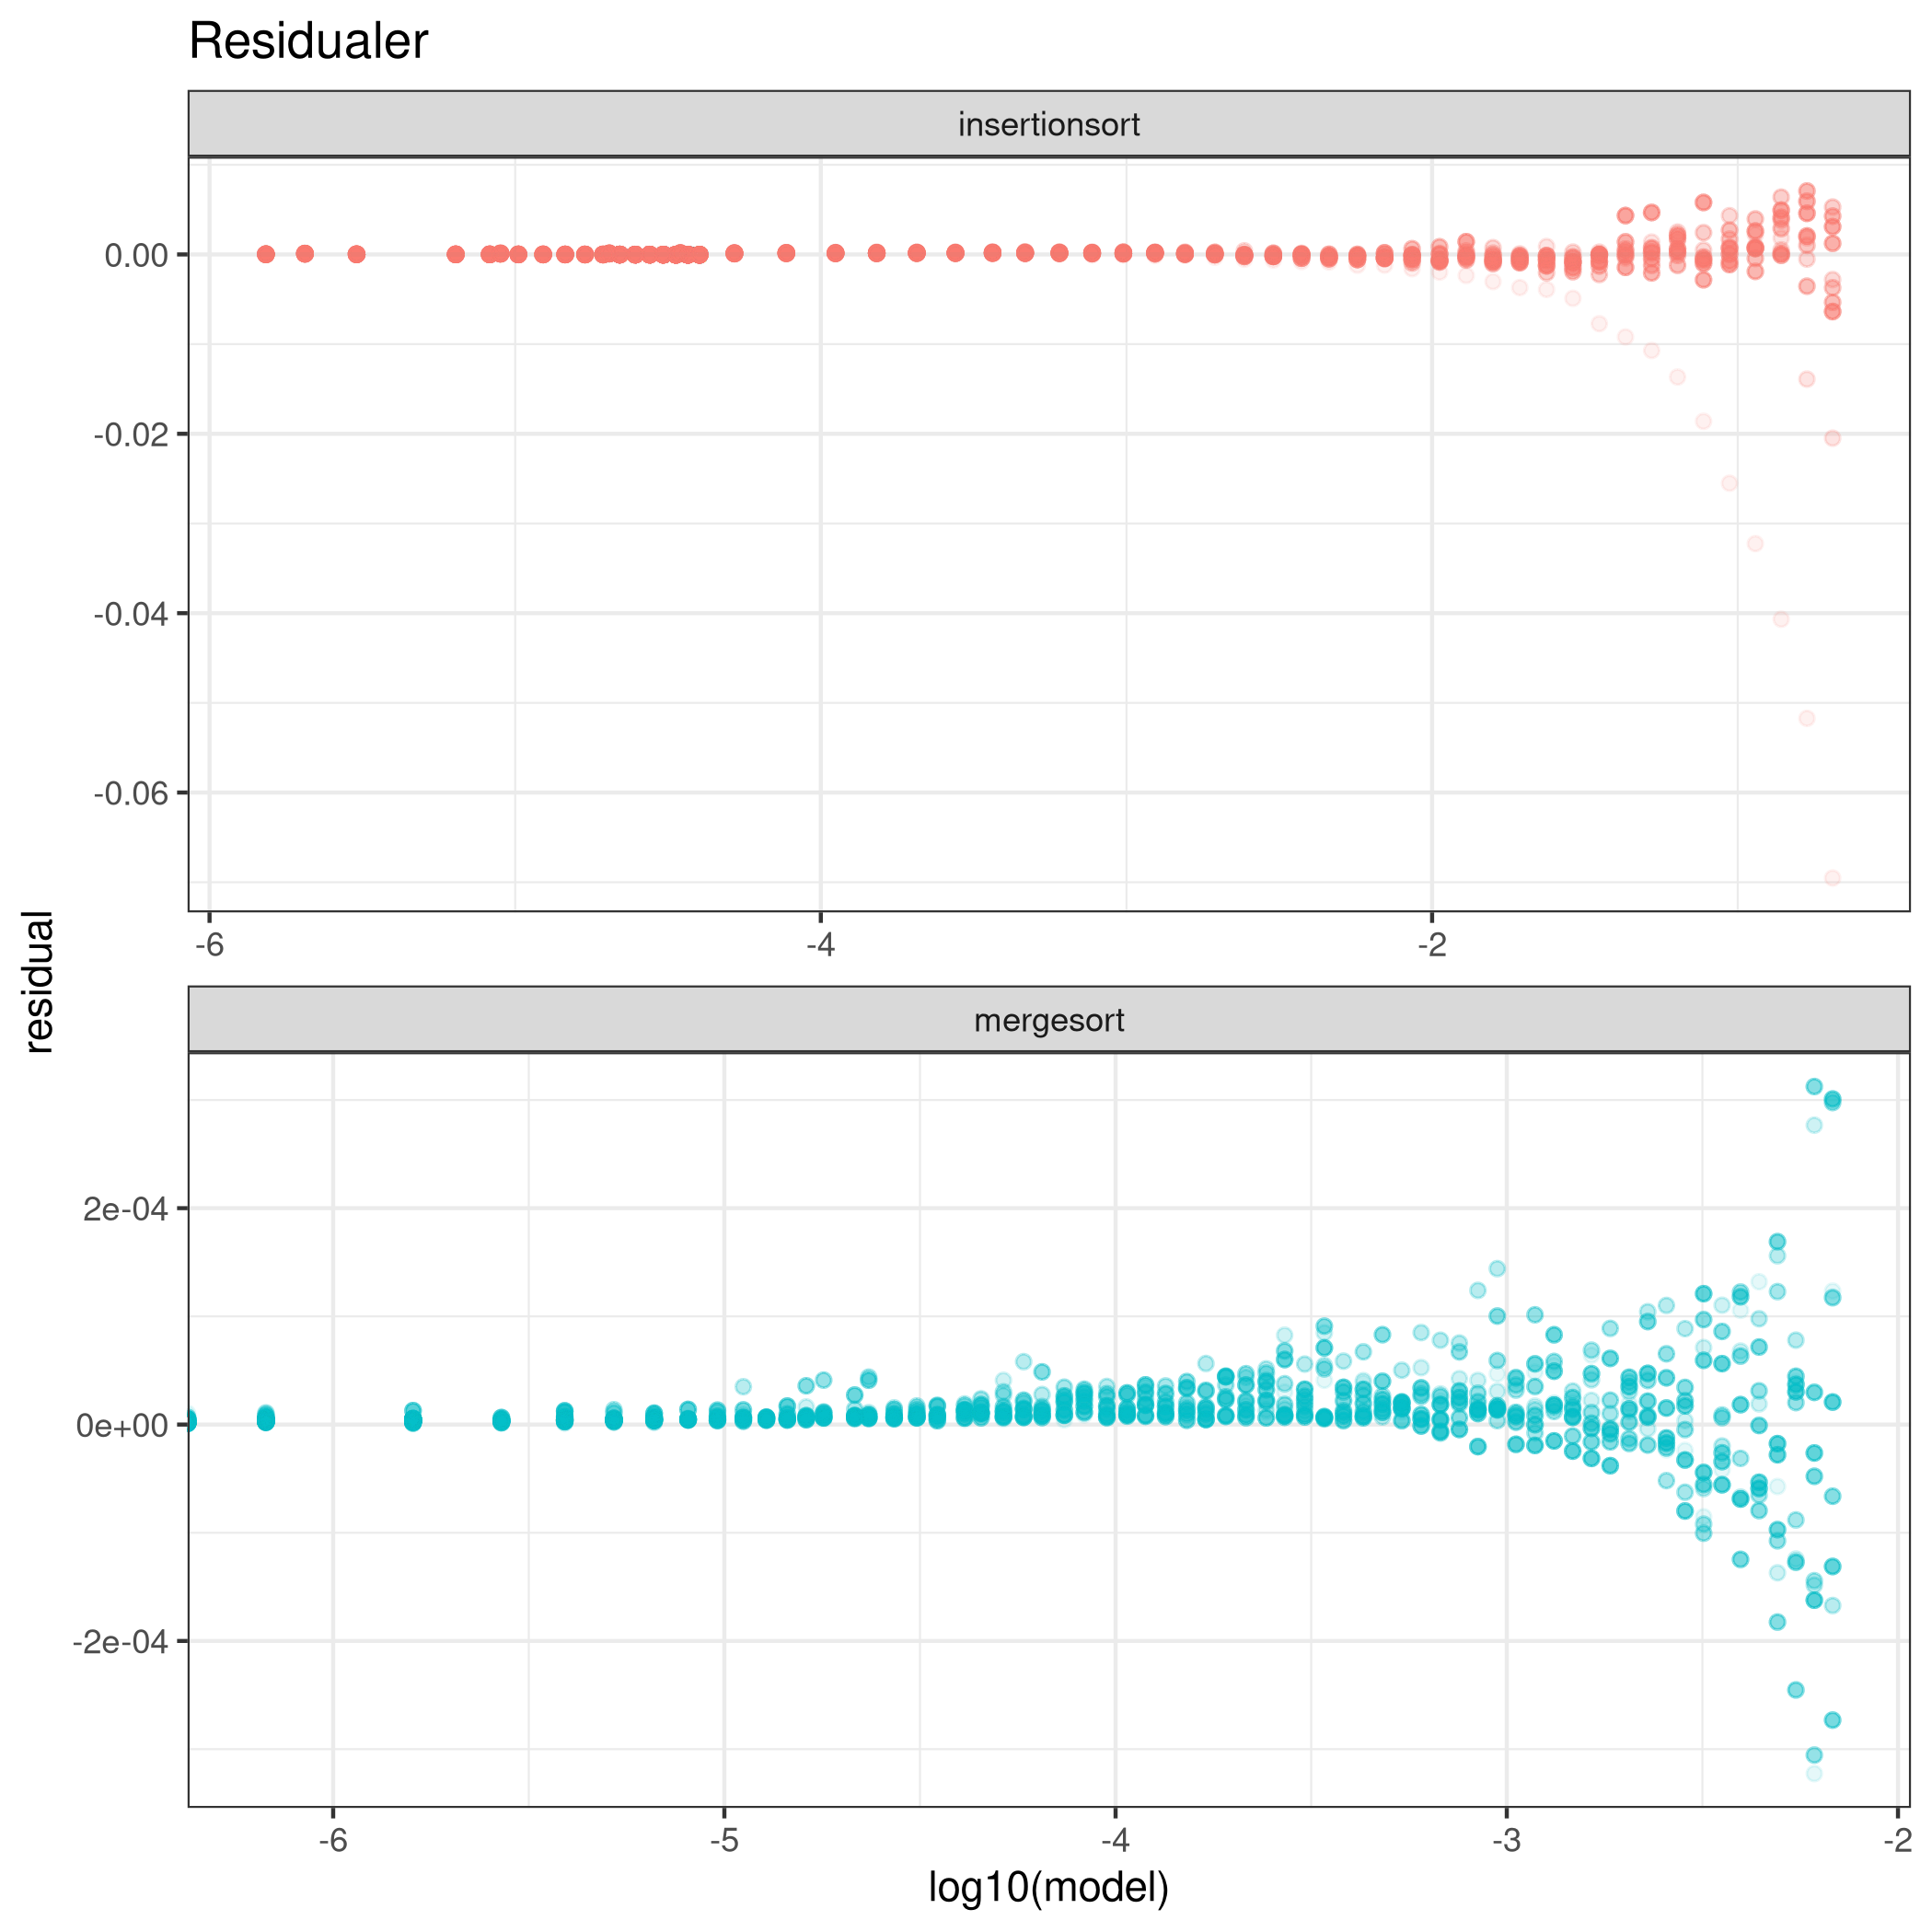 Residualer
insertionsort
0.00
-0.02
-0.04
-0.06
-6
-4
-2
residual
mergesort
2e-04
0e+00
-2e-04
-6
-5
-4
-3
-2
log10(model)